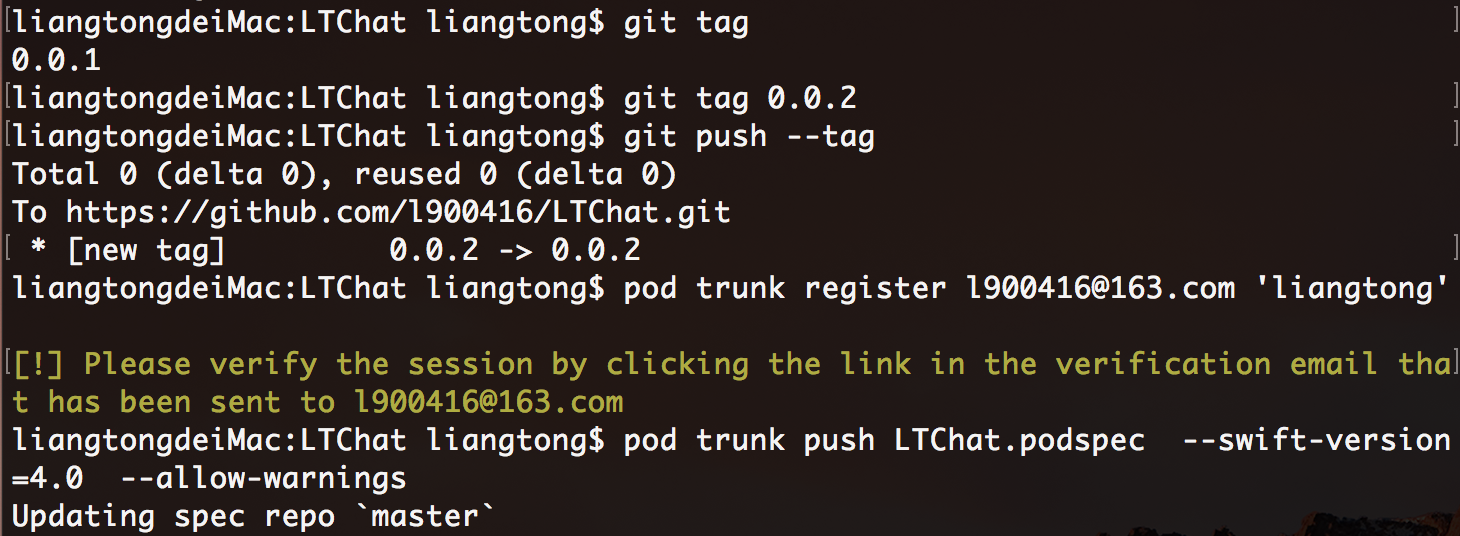 [liangtongdeiMac:LTChat liangtong$ git tag ]
0.0.1
[liangtongdeiMac:LTChat liangtong$ git tag 0.0.2 ]
[liangtongdeiMac:LTChat liangtong$ git push --tag ]
Total 0 (delta 0), reused 0 (delta 0)
To https://github.com/l900416/LTChat.git
[ * [new tag]         0.0.2 -> 0.0.2 ]
liangtongdeiMac:LTChat liangtong$ pod trunk register l900416@163.com 'liangtong'
[[!] Please verify the session by clicking the link in the verification email tha]
t has been sent to l900416@163.com
liangtongdeiMac:LTChat liangtong$ pod trunk push LTChat.podspec  --swift-version
=4.0  --allow-warnings
Updating spec repo `master`